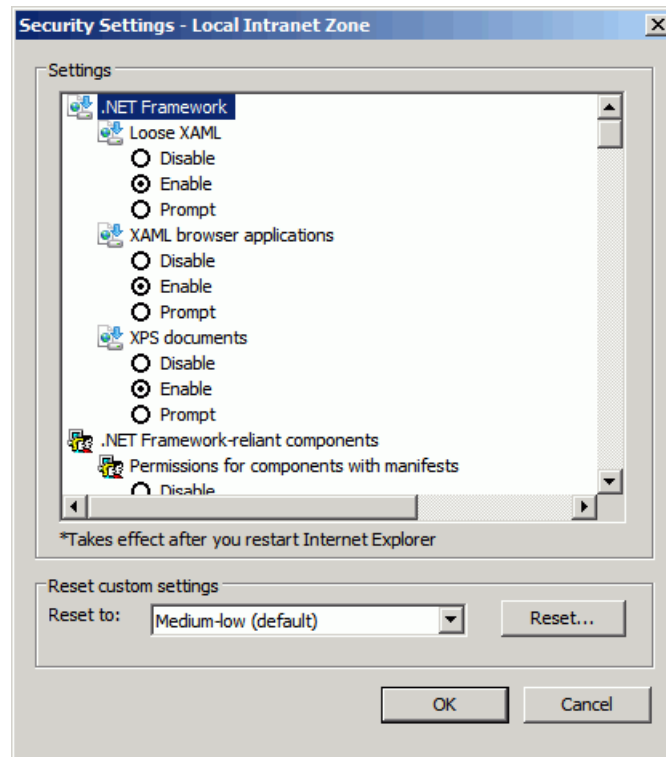 Security Settings - Local Intranet Zone
Settings
.NET Framework
Loose XAML
Disable
Enable
Prompt
XAML browser applications
Disable
Enable
Prompt
XPS documents
Disable
Enable
Prompt
.NET Framework-reliant components
Permissions for components with manifests
Disable
*Takes effect after you restart Internet Explorer
Reset custom settings
Reset to: Medium-low (default) Reset...
OK Cancel